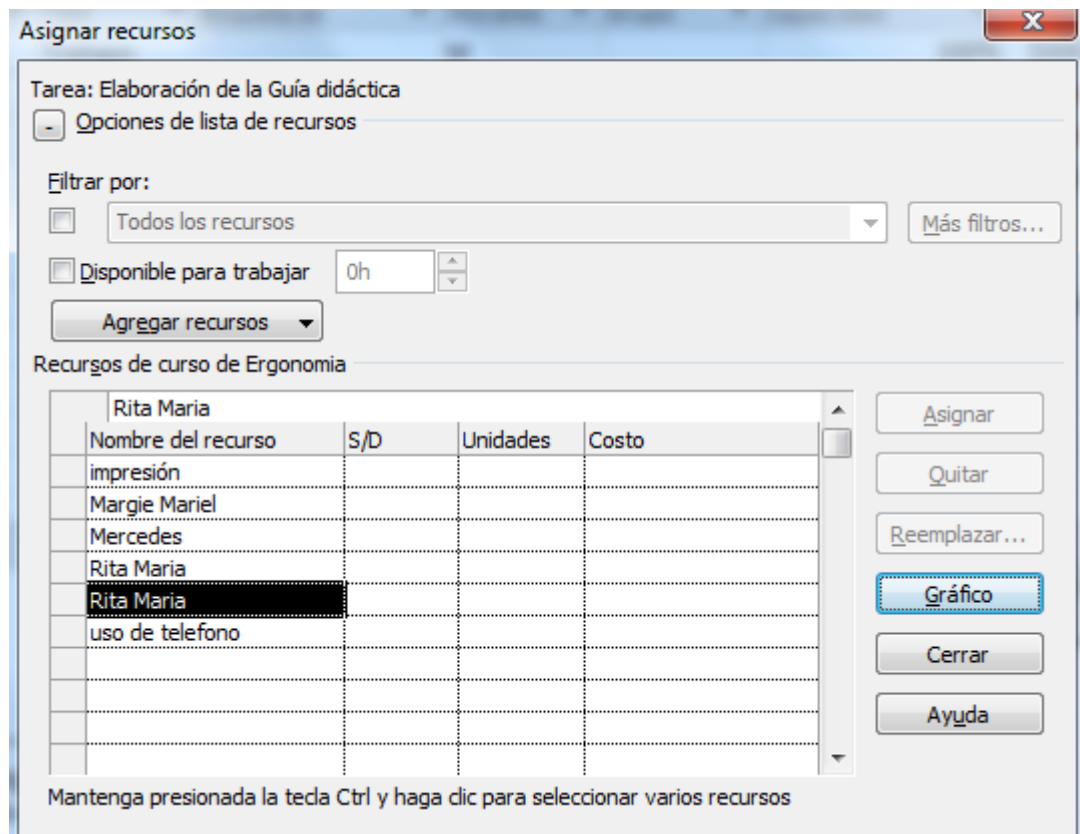 Asignar recursos
Tarea: Elaboración de la Guía didáctica
- Opciones de lista de recursos
Filtrar por:
Todos los recursos Más filtros...
Disponible para trabajar 0h
Agregar recursos
Recursos de curso de Ergonomia
Rita Maria
Nombre del recurso S/D Unidades Costo
impresión
Margie Mariel
Mercedes
Rita Maria
Rita Maria
uso de telefono
Asignar
Quitar
Reemplazar...
Gráfico
Cerrar
Ayuda
Mantenga presionada la tecla Ctrl y haga clic para seleccionar varios recursos